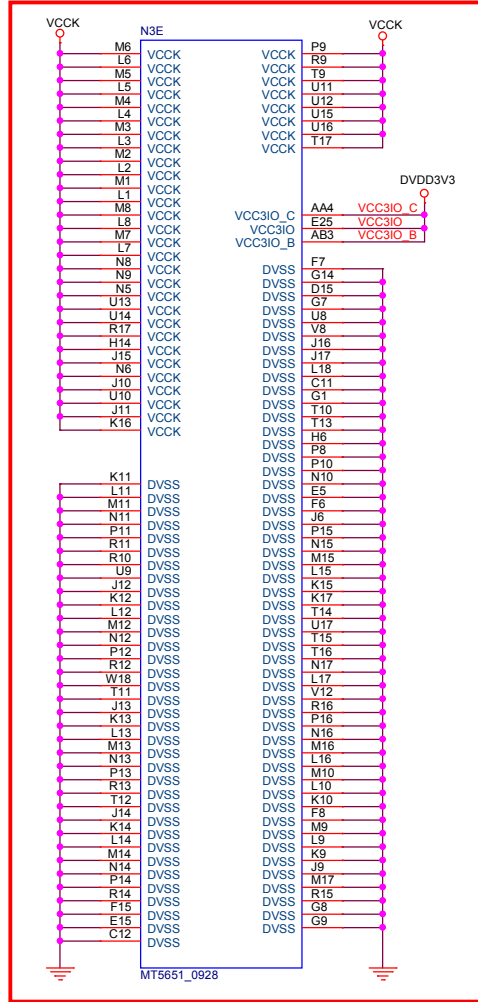 VCCK
N3E
VCCK
M6 VCCK
L6 VCCK
M5 VCCK
L5 VCCK
M4 VCCK
L4 VCCK
M3 VCCK
L3 VCCK
M2 VCCK
L2 VCCK
M1 VCCK
L1 VCCK
M8 VCCK
L8 VCCK
M7 VCCK
L7 VCCK
N8 VCCK
N9 VCCK
N5 VCCK
U13 VCCK
U14 VCCK
R17 VCCK
H14 VCCK
J15 VCCK
N6 VCCK
J10 VCCK
U10 VCCK
J11 VCCK
K16 VCCK
K11 DVSS
L11 DVSS
M11 DVSS
N11 DVSS
P11 DVSS
R11 DVSS
R10 DVSS
U9 DVSS
J12 DVSS
K12 DVSS
L12 DVSS
M12 DVSS
N12 DVSS
P12 DVSS
R12 DVSS
W18 DVSS
T11 DVSS
J13 DVSS
K13 DVSS
L13 DVSS
M13 DVSS
N13 DVSS
P13 DVSS
R13 DVSS
T12 DVSS
J14 DVSS
K14 DVSS
L14 DVSS
M14 DVSS
N14 DVSS
P14 DVSS
R14 DVSS
F15 DVSS
E15 DVSS
C12 DVSS
VCCK P9
VCCK R9
VCCK T9
VCCK U11
VCCK U12
VCCK U15
VCCK U16
VCCK T17
DVDD3V3
VCC3IO_C AA4 VCC3IO_C
VCC3IO E25 VCC3IO
VCC3IO_B AB3 VCC3IO_B
DVSS F7
DVSS G14
DVSS D15
DVSS G7
DVSS U8
DVSS V8
DVSS J16
DVSS J17
DVSS L18
DVSS C11
DVSS G1
DVSS T10
DVSS T13
DVSS H6
DVSS P8
DVSS P10
DVSS N10
DVSS E5
DVSS F6
DVSS J6
DVSS P15
DVSS N15
DVSS M15
DVSS L15
DVSS K15
DVSS K17
DVSS T14
DVSS U17
DVSS T15
DVSS T16
DVSS N17
DVSS L17
DVSS V12
DVSS R16
DVSS P16
DVSS N16
DVSS M16
DVSS L16
DVSS M10
DVSS L10
DVSS K10
DVSS F8
DVSS M9
DVSS L9
DVSS K9
DVSS J9
DVSS M17
DVSS R15
DVSS G8
DVSS G9
MT5651_0928